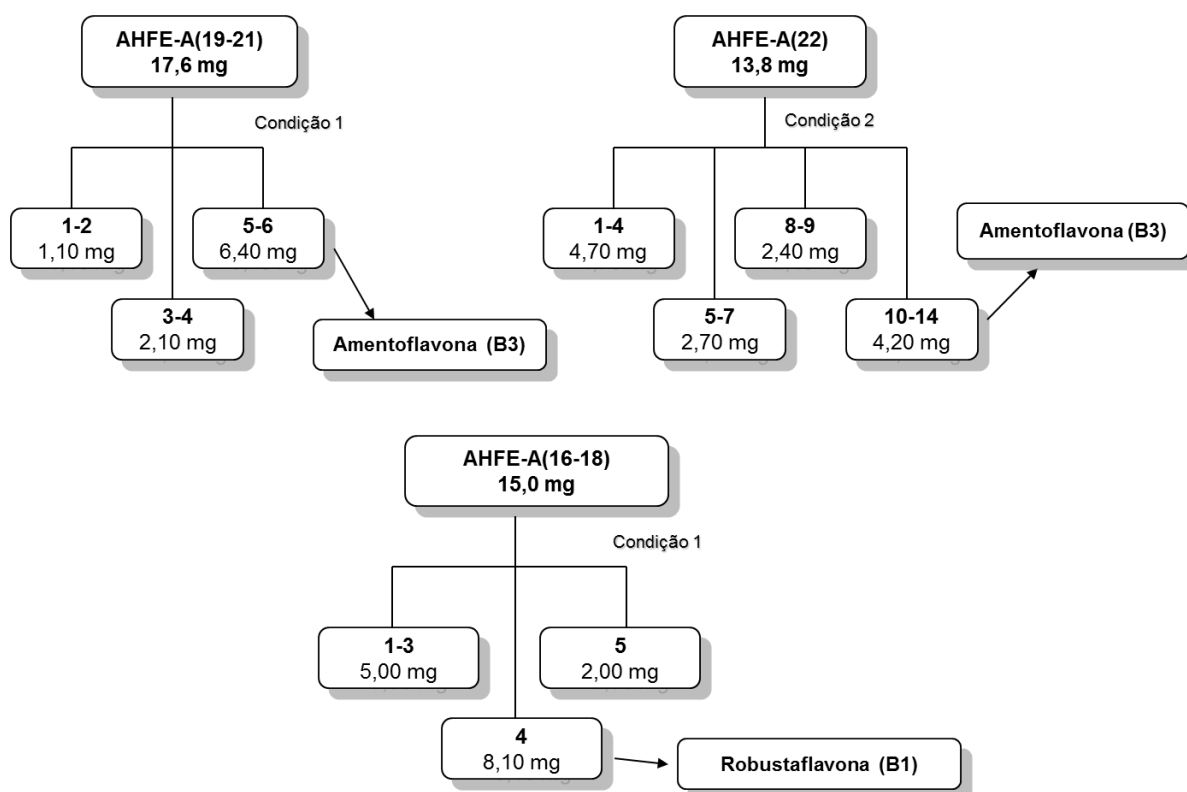 AHFE-A(19-21)
17,6 mg
Condição 1
1-2
1,10 mg
3-4
2,10 mg
5-6
6,40 mg
Amentoflavona (B3)
AHFE-A(22)
13,8 mg
Condição 2
1-4
4,70 mg
5-7
2,70 mg
8-9
2,40 mg
10-14
4,20 mg
Amentoflavona (B3)
AHFE-A(16-18)
15,0 mg
Condição 1
1-3
5,00 mg
4
8,10 mg
5
2,00 mg
Robustaflavona (B1)